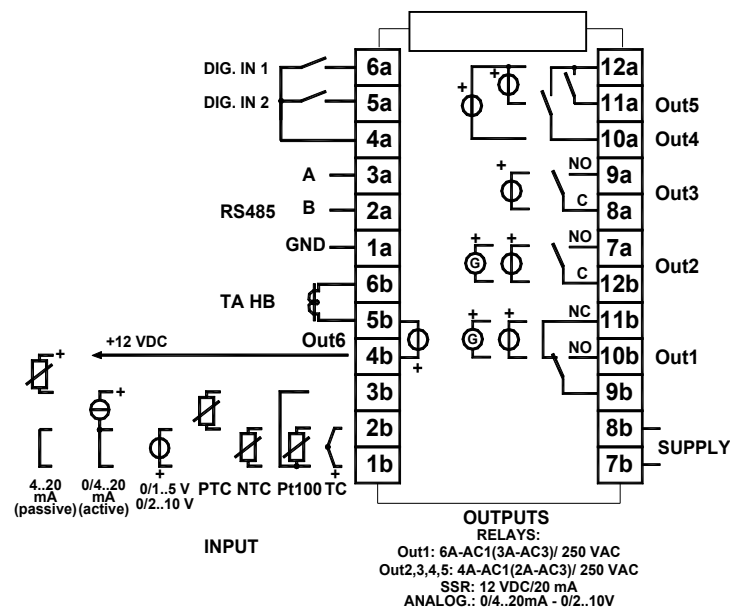 DIG. IN 1
DIG. IN 2
RS485
A
B
GND
TA HB
Out6
+12 VDC
6a
5a
4a
3a
2a
1a
6b
5b
4b
3b
2b
1b
12a
11a
10a
9a
8a
7a
12b
11b
10b
9b
8b
7b
+
+
+
NO
C
+
+
G
NO
C
+
+
G
NC
NO
+
Out5
Out4
Out3
Out2
Out1
SUPPLY
+
+
+
+
4..20
mA
(passive)
0/4..20
mA
(active)
0/1..5 V
0/2..10 V
PTC NTC Pt100 TC
INPUT
OUTPUTS
RELAYS:
Out1: 6A-AC1(3A-AC3)/ 250 VAC
Out2,3,4,5: 4A-AC1(2A-AC3)/ 250 VAC
SSR: 12 VDC/20 mA
ANALOG.: 0/4..20mA - 0/2..10V